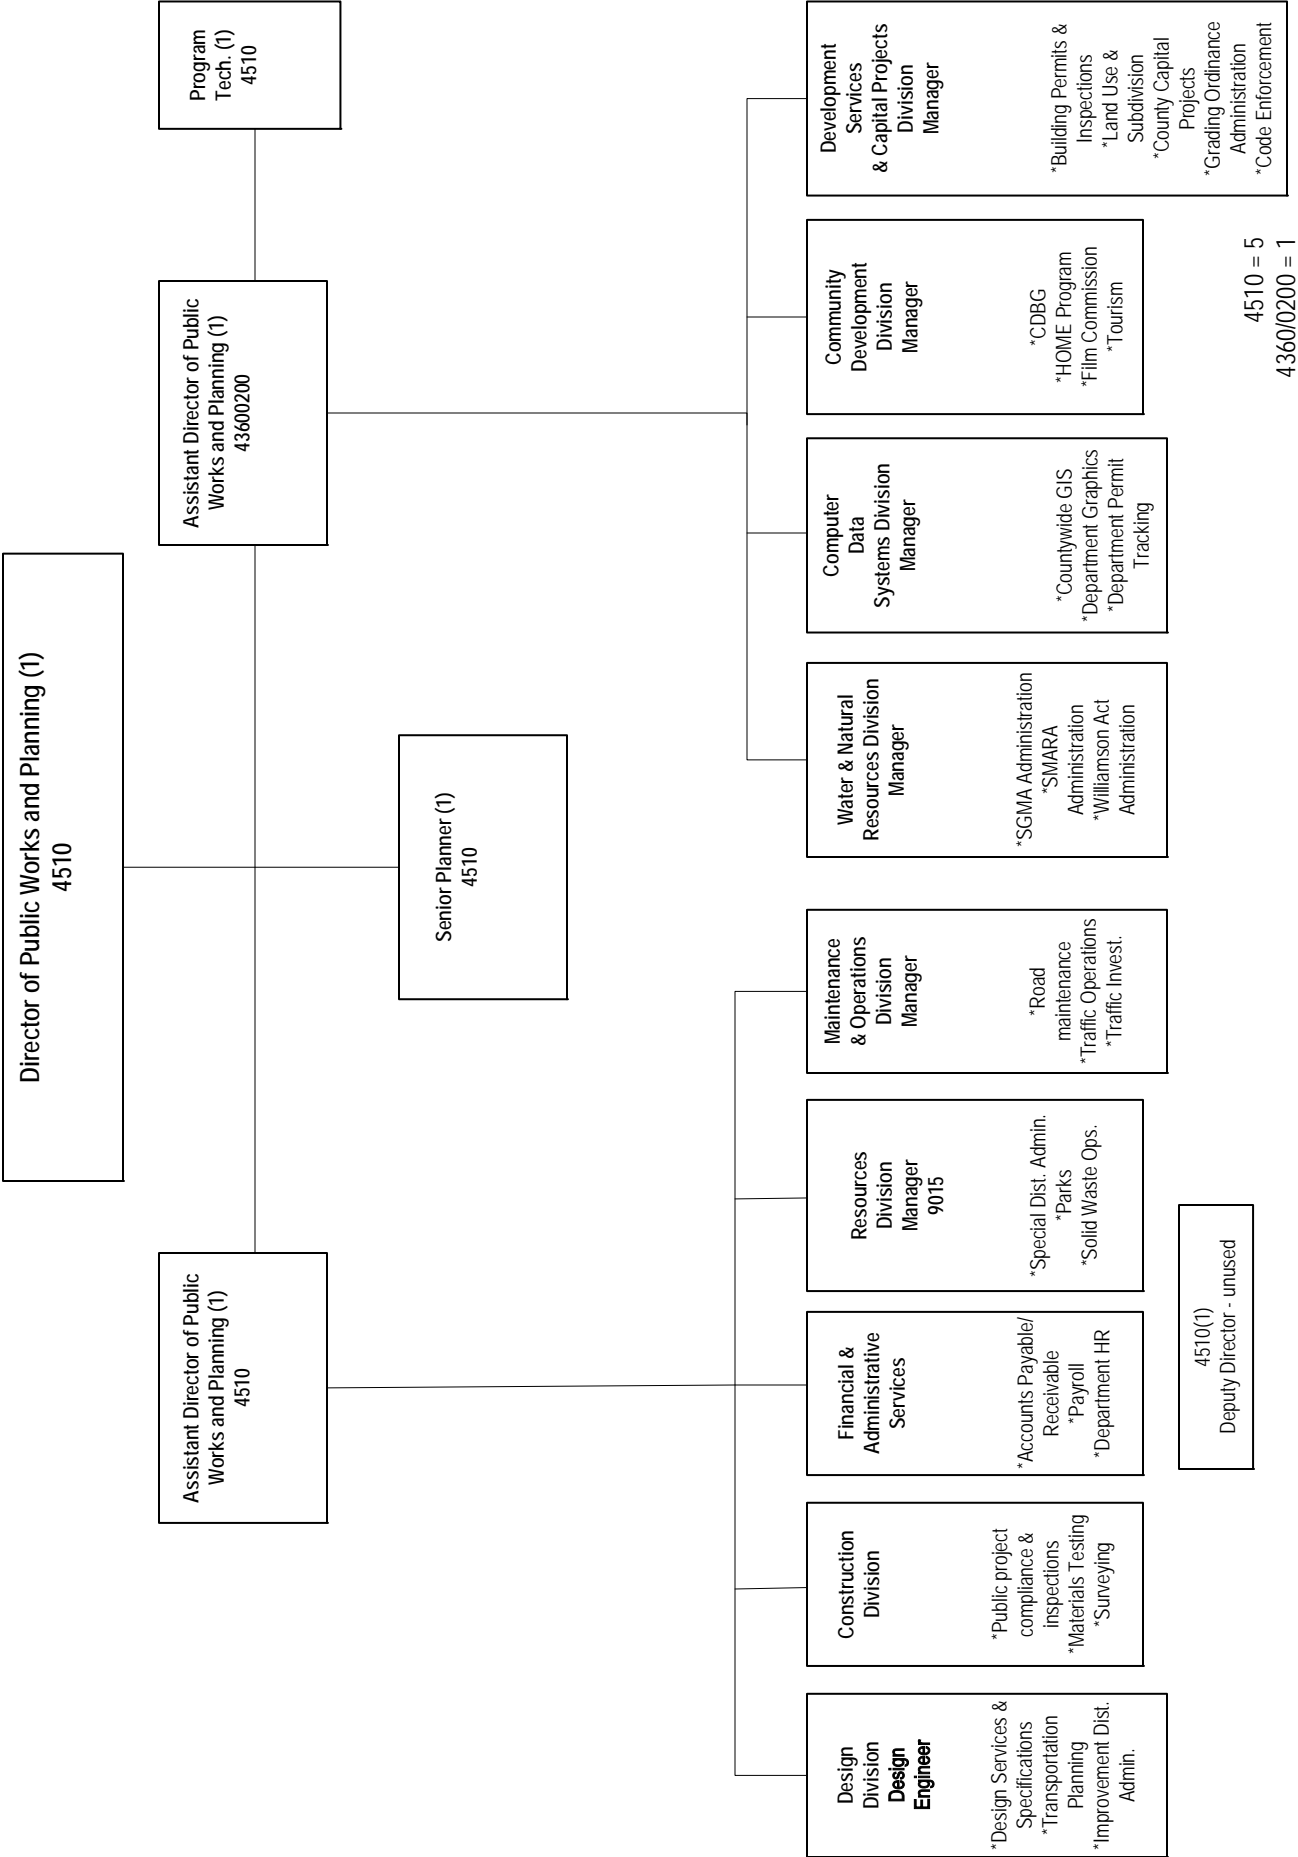 Director of Public Works and Planning (1)
4510
Assistant Director of Public
Works and Planning (1)
4510
Assistant Director of Public
Works and Planning (1)
43600200
Program
Tech. (1)
4510
Senior Planner (1)
4510
Design
Division
Design
Engineer
*Design Services &
Specifications
*Transportation
Planning
*Improvement Dist.
Admin.
Construction
Division
*Public project
compliance &
inspections
*Materials Testing
*Surveying
Financial &
Administrative
Services
*Accounts Payable/
Receivable
*Payroll
*Department HR
Resources
Division
Manager
9015
*Special Dist. Admin.
*Parks
*Solid Waste Ops.
Maintenance
& Operations
Division
Manager
*Road
maintenance
*Traffic Operations
*Traffic Invest.
Water & Natural
Resources Division
Manager
*SGMA Administration
*SMARA
Administration
*Williamson Act
Administration
Computer
Data
Systems Division
Manager
*Countywide GIS
*Department Graphics
*Department Permit
Tracking
Community
Development
Division
Manager
*CDBG
*HOME Program
*Film Commission
*Tourism
Development
Services
& Capital Projects
Division
Manager
*Building Permits &
Inspections
*Land Use &
Subdivision
*County Capital
Projects
*Grading Ordinance
Administration
*Code Enforcement
4510(1)
Deputy Director - unused
4510 = 5
4360/0200 = 1